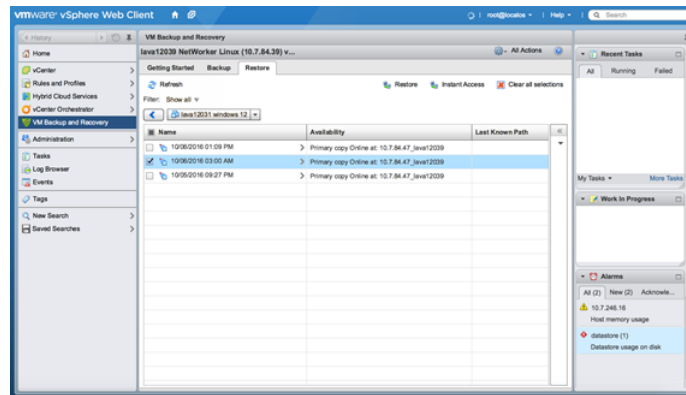 vmware® vSphere Web Client
root@localos
Help
Search
History
Home
vCenter
Rules and Profiles
Hybrid Cloud Services
vCenter Orchestrator
VM Backup and Recovery
Administration
Tasks
Log Browser
Events
Tags
New Search
Saved Searches
VM Backup and Recovery
lava12039 NetWorker Linux (10.7.84.39) v...
All Actions
Getting Started Backup Restore
Refresh
Restore Instant Access Clear all selections
Filter: Show all
lava12031 windows 12
Name Availability Last Known Path
10/06/2016 01:09 PM Primary copy Online at: 10.7.84.47_lava12039
10/06/2016 03:00 AM Primary copy Online at: 10.7.84.47_lava12039
10/05/2016 09:27 PM Primary copy Online at: 10.7.84.47_lava12039
Recent Tasks
All Running Failed
My Tasks More Tasks
Work In Progress
Alarms
All (2) New (2) Acknowle...
10.7.246.16
Host memory usage
datastore (1)
Datastore usage on disk